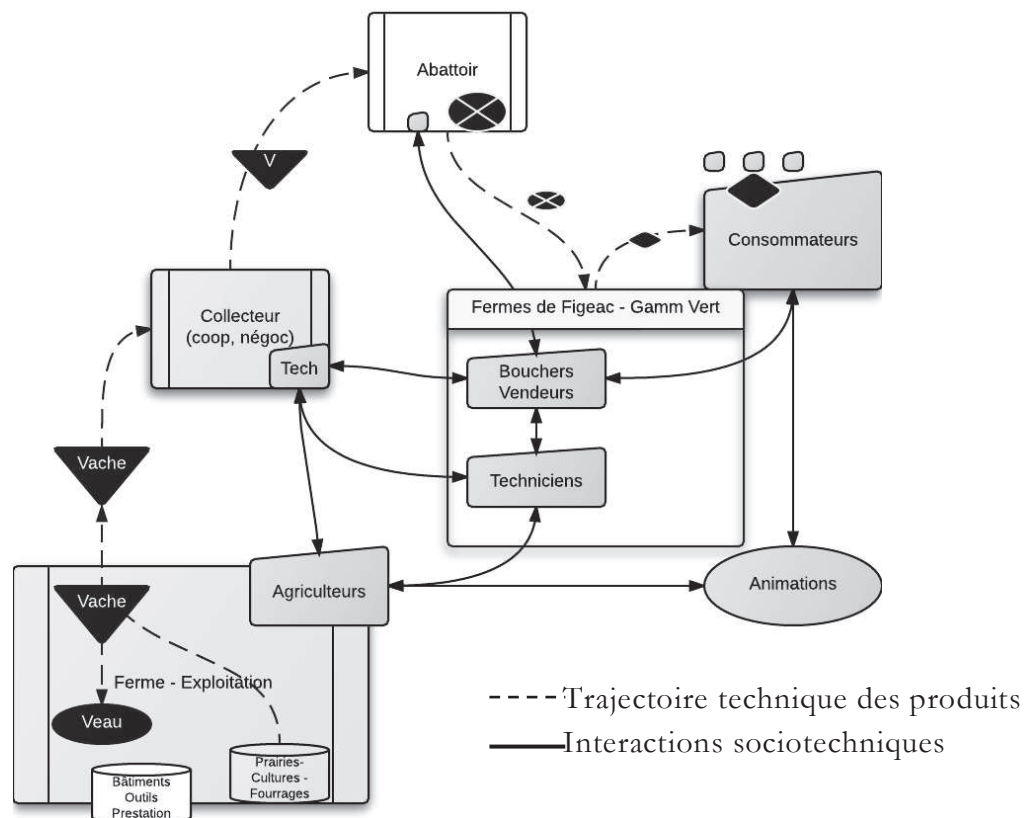 Abattoir
V
Consommateurs
Collecteur
(coop, négoc)
Tech
Fermes de Figeac - Gamm Vert
Bouchers
Vendeurs
Techniciens
Vache
Vache
Agriculteurs
Animations
Ferme - Exploitation
Veau
Prairies-
Cultures -
Fourrages
Bâtiments
Outils
Prestation
Trajectoire technique des produits
Interactions sociotechniques